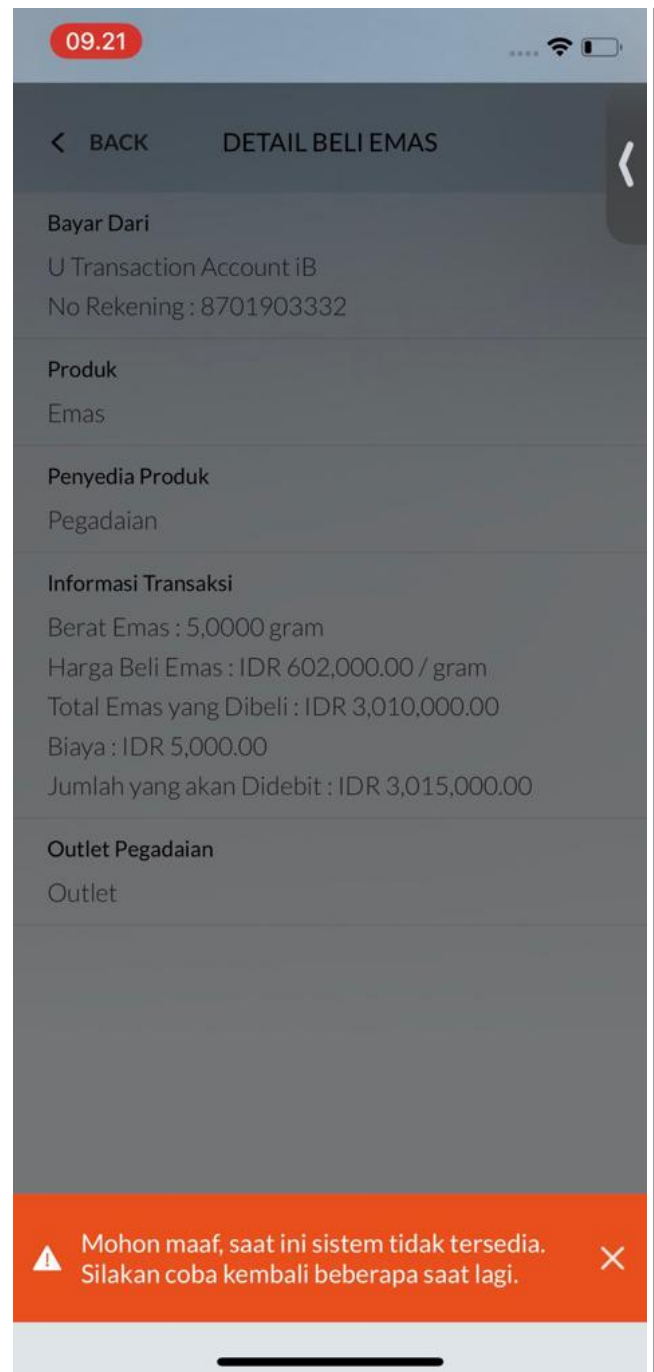 09.21
BACK DETAIL BELI EMAS
Bayar Dari
U Transaction Account iB
No Rekening : 8701903332
Produk
Emas
Penyedia Produk
Pegadaian
Informasi Transaksi
Berat Emas : 5,0000 gram
Harga Beli Emas : IDR 602,000.00 / gram
Total Emas yang Dibeli : IDR 3,010,000.00
Biaya : IDR 5,000.00
Jumlah yang akan Didebit : IDR 3,015,000.00
Outlet Pegadaian
Outlet
Mohon maaf, saat ini sistem tidak tersedia.
Silakan coba kembali beberapa saat lagi.